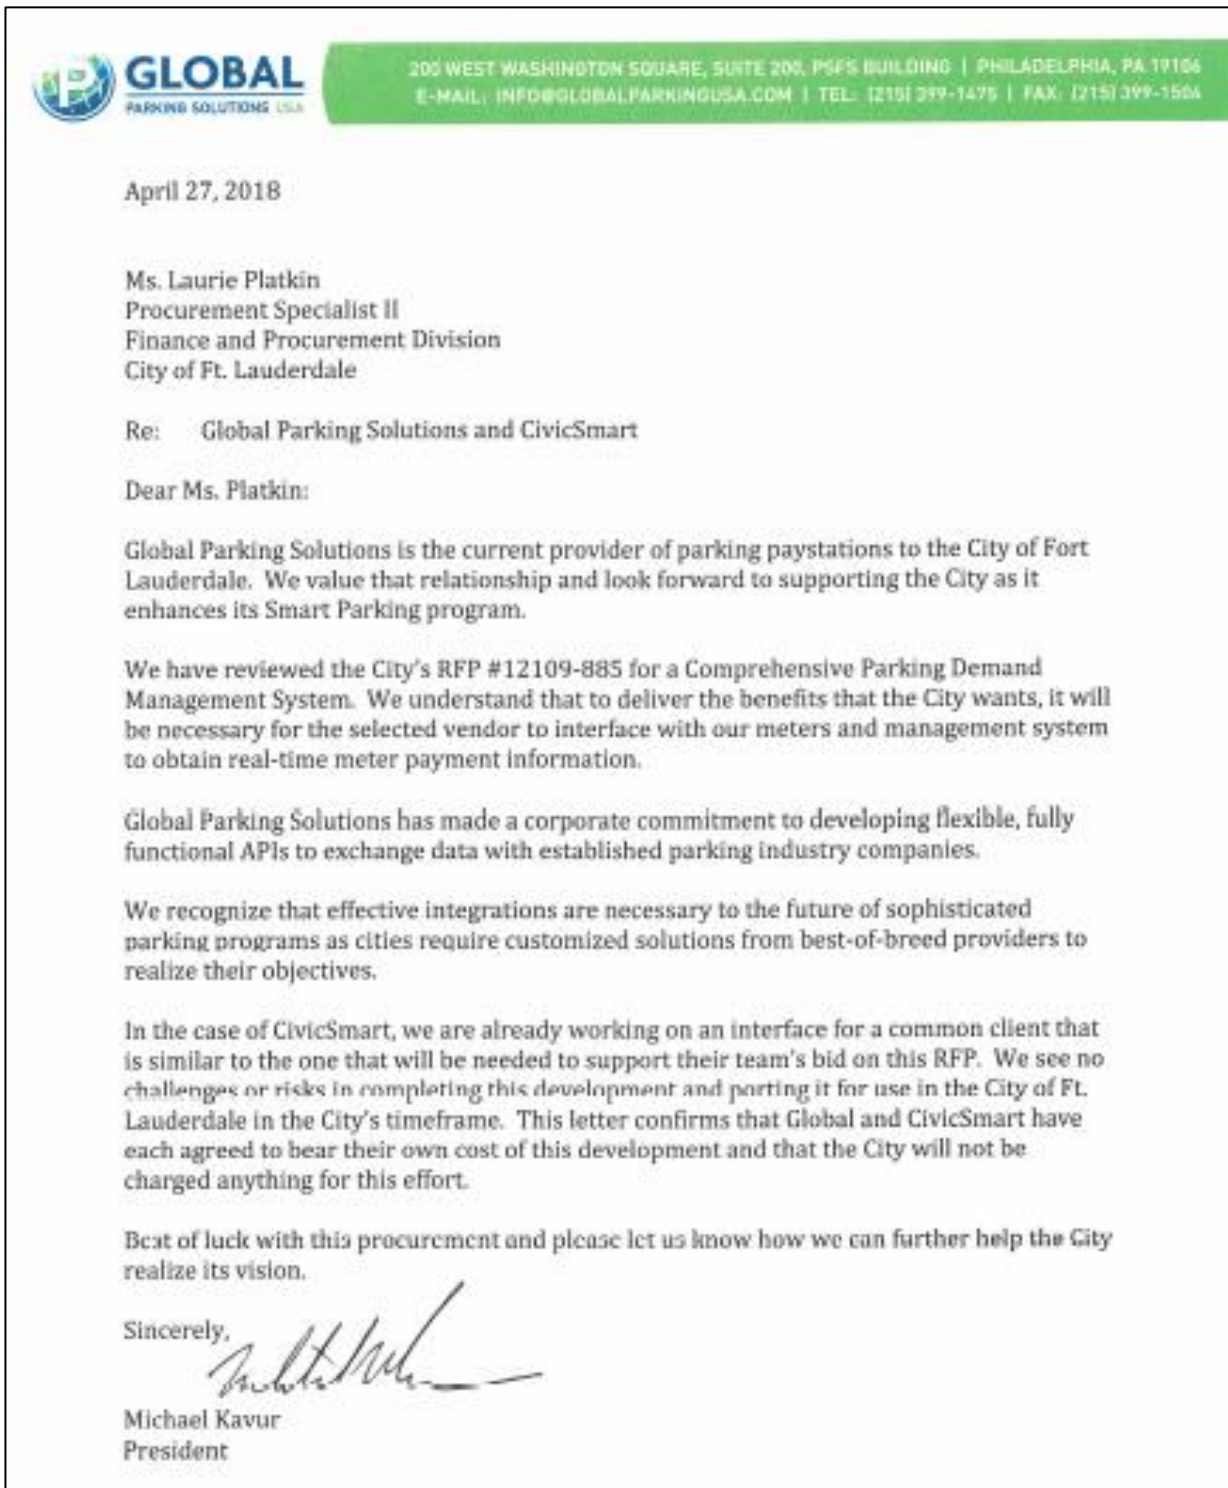 GLOBAL
PARKING SOLUTIONS USA
200 WEST WASHINGTON SQUARE, SUITE 200, PSFS BUILDING | PHILADELPHIA, PA 19106
E-MAIL: INFO@GLOBALPARKINGUSA.COM | TEL: (215) 399-1475 | FAX: (215) 399-1504
April 27, 2018
Ms. Laurie Platkin
Procurement Specialist II
Finance and Procurement Division
City of Ft. Lauderdale
Re: Global Parking Solutions and CivicSmart
Dear Ms. Platkin:
Global Parking Solutions is the current provider of parking paystations to the City of Fort
Lauderdale. We value that relationship and look forward to supporting the City as it
enhances its Smart Parking program.
We have reviewed the City's RFP #12109-885 for a Comprehensive Parking Demand
Management System. We understand that to deliver the benefits that the City wants, it will
be necessary for the selected vendor to interface with our meters and management system
to obtain real-time meter payment information.
Global Parking Solutions has made a corporate commitment to developing flexible, fully
functional APIs to exchange data with established parking industry companies.
We recognize that effective integrations are necessary to the future of sophisticated
parking programs as cities require customized solutions from best-of-breed providers to
realize their objectives.
In the case of CivicSmart, we are already working on an interface for a common client that
is similar to the one that will be needed to support their team's bid on this RFP. We see no
challenges or risks in completing this development and porting it for use in the City of Ft.
Lauderdale in the City's timeframe. This letter confirms that Global and CivicSmart have
each agreed to bear their own cost of this development and that the City will not be
charged anything for this effort.
Best of luck with this procurement and please let us know how we can further help the City
realize its vision.
Sincerely,
Michael Kavur
President